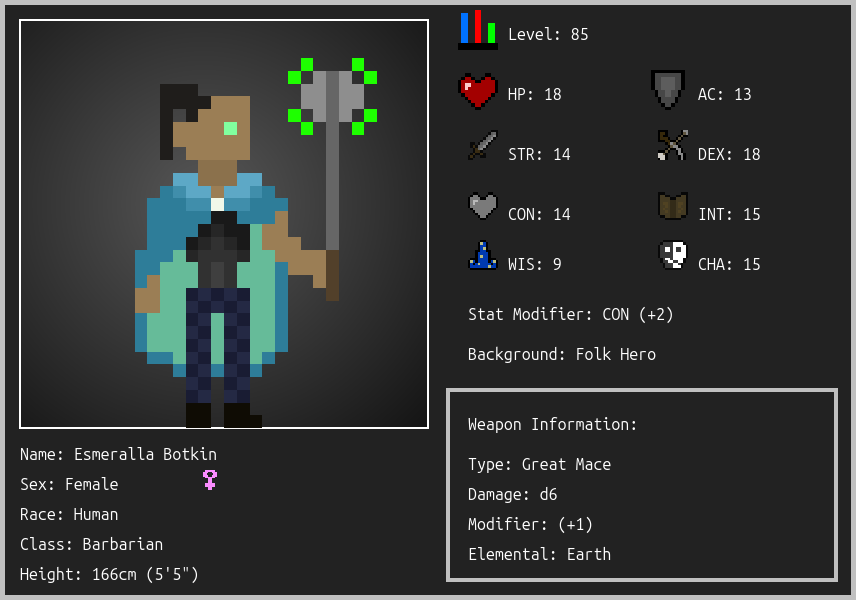 Level: 85
HP: 18
AC: 13
STR: 14
DEX: 18
CON: 14
INT: 15
WIS: 9
CHA: 15
Stat Modifier: CON (+2)
Background: Folk Hero
Weapon Information:
Type: Great Mace
Damage: d6
Modifier: (+1)
Elemental: Earth
Name: Esmeralla Botkin
Sex: Female
Race: Human
Class: Barbarian
Height: 166cm (5'5")